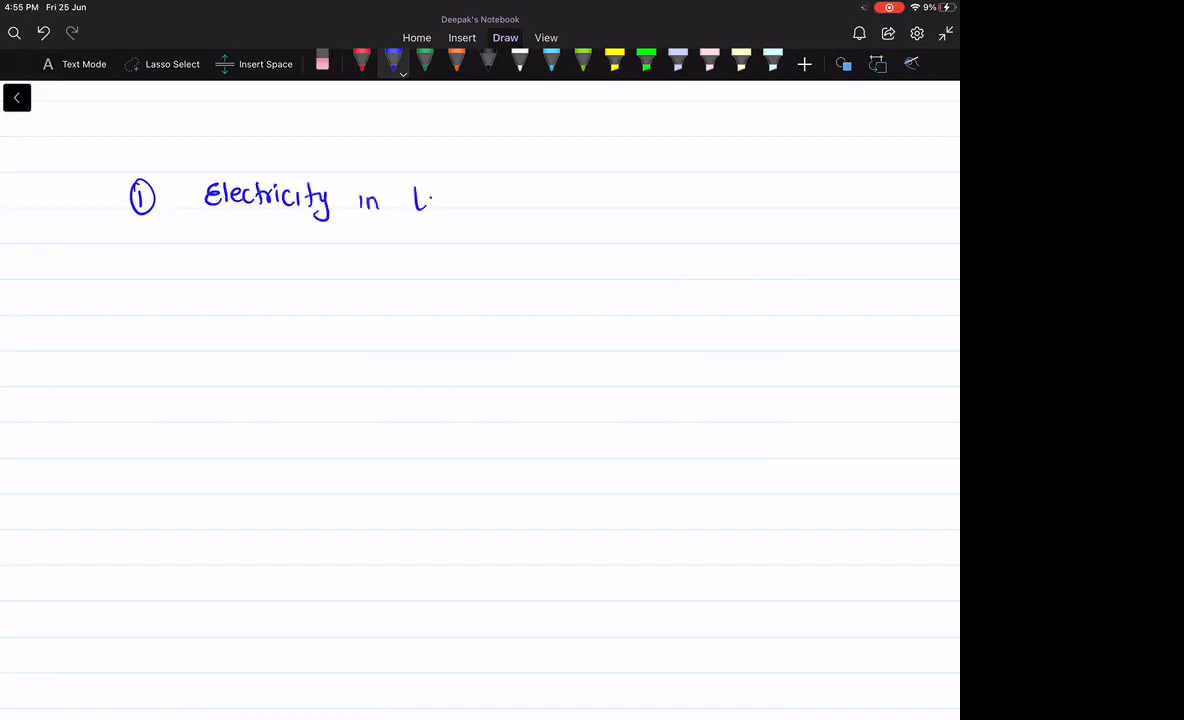 4:55 PM Fri 25 Jun 9%
Deepak's Notebook
Home Insert Draw View
A Text Mode Lasso Select Insert Space
① Electricity in L